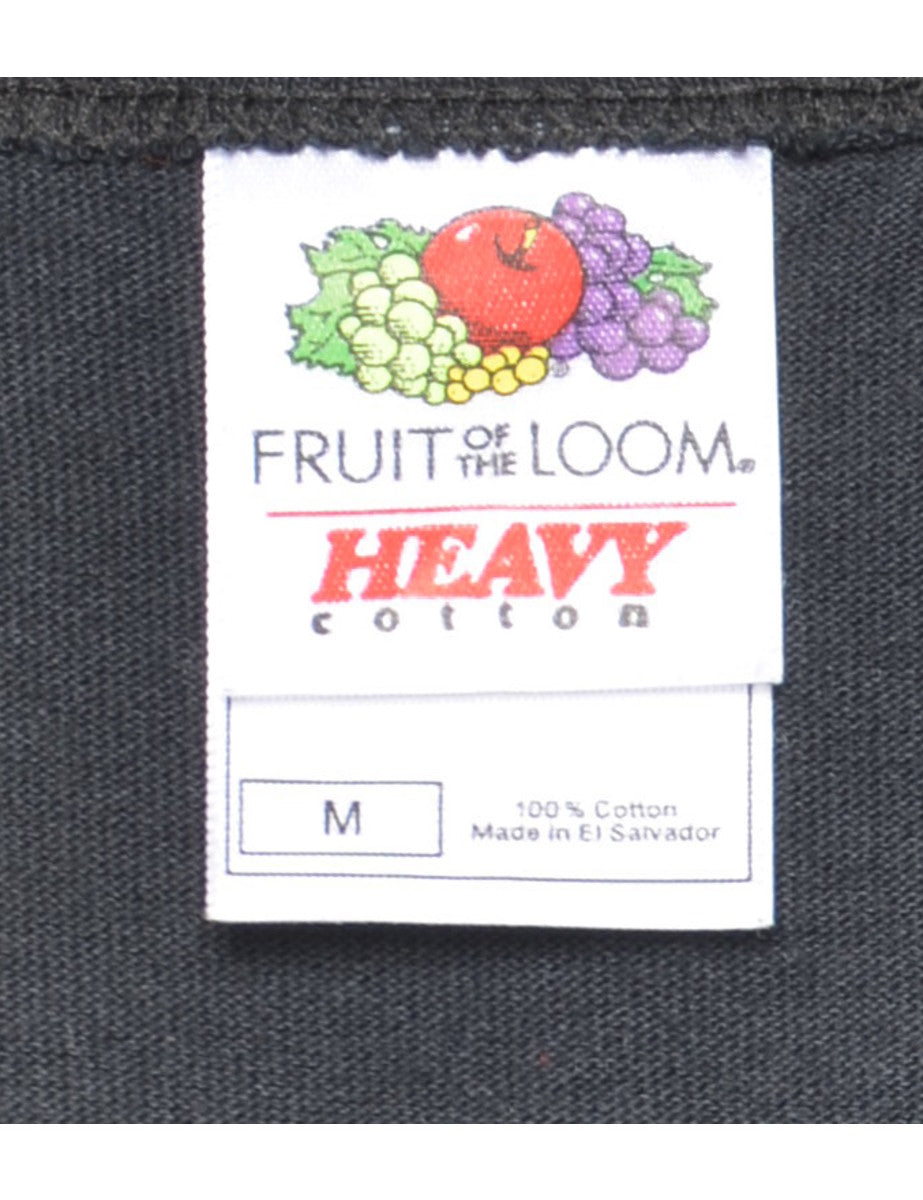 ®
FRUIT OF THE LOOM®
HEAVY
cotton
M
100% Cotton
Made in El Salvador